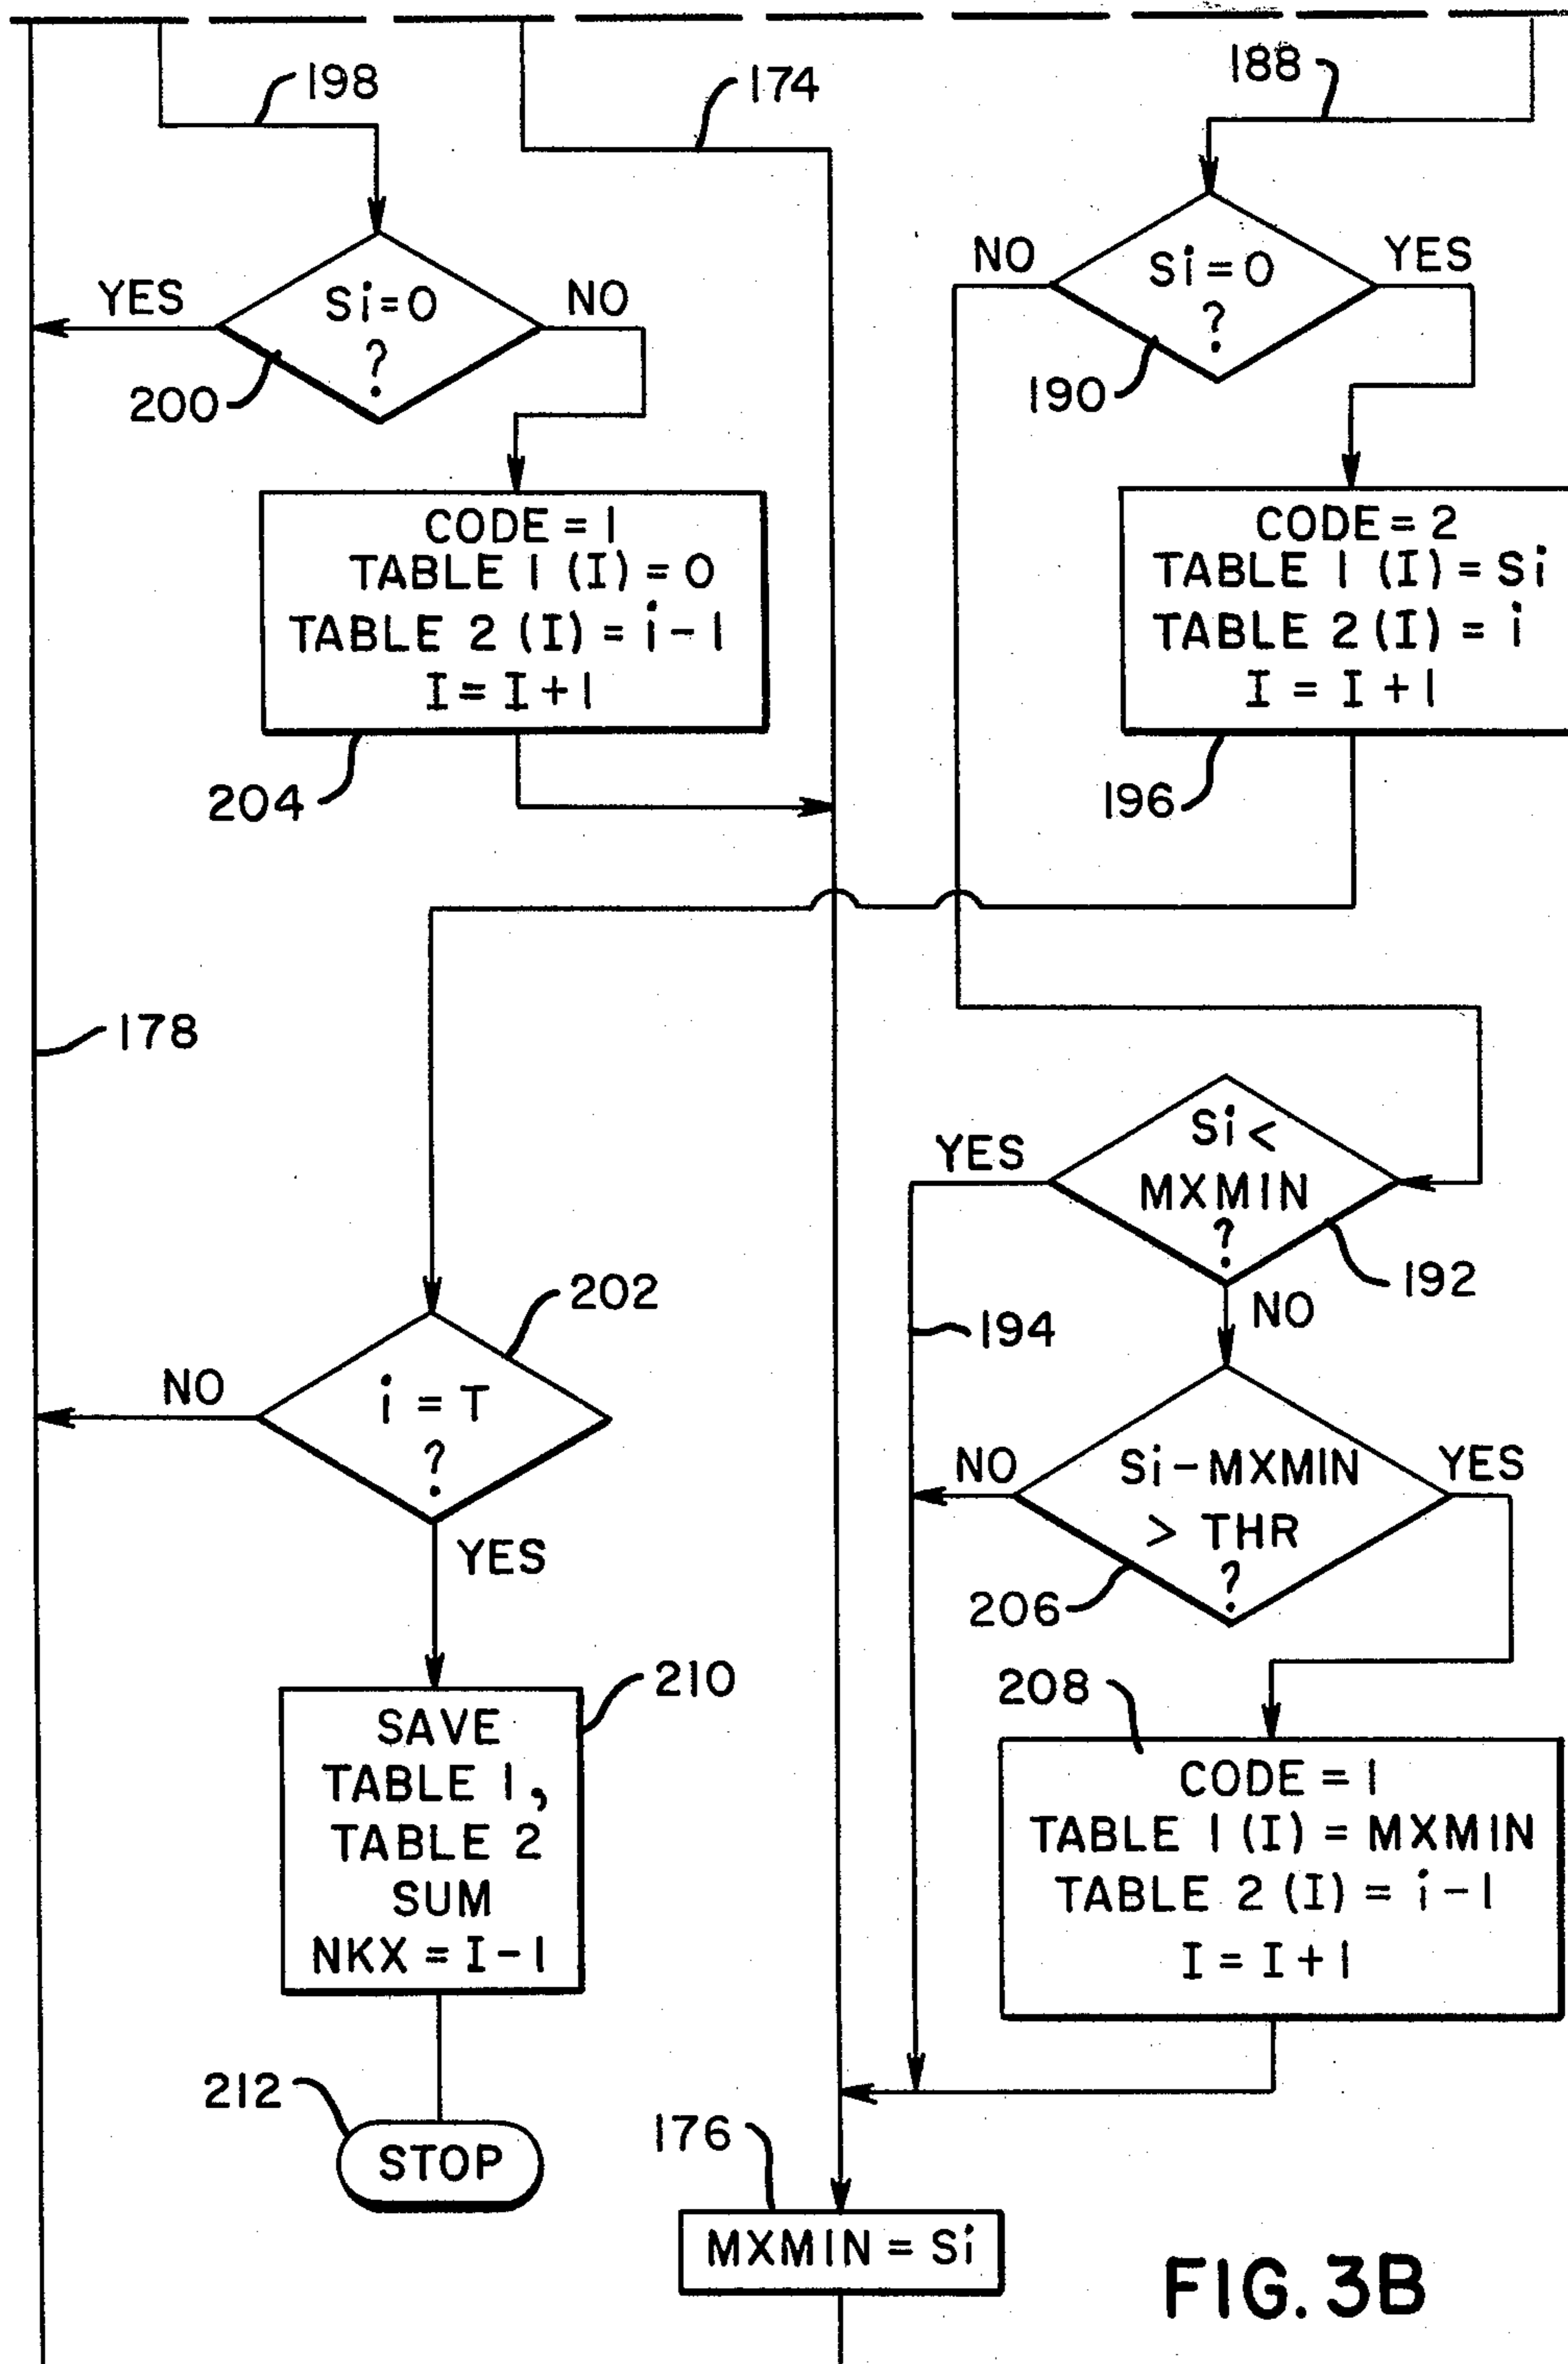 198
174
188
Si=0
?
YES
NO
200
Si=0
?
NO
YES
190
CODE = 1
TABLE 1 (I) = 0
TABLE 2 (I) = i-1
I = I+1
204
CODE = 2
TABLE 1 (I) = Si
TABLE 2 (I) = i
I = I+1
196
178
Si<
MXMIN
?
YES
NO
192
194
202
i = T
?
NO
YES
Si-MXMIN
> THR
?
NO
YES
206
210
SAVE
TABLE 1,
TABLE 2
SUM
NKX = I-1
208
CODE = 1
TABLE 1 (I) = MXMIN
TABLE 2 (I) = i-1
I = I+1
212
STOP
176
MXMIN = Si
FIG. 3B